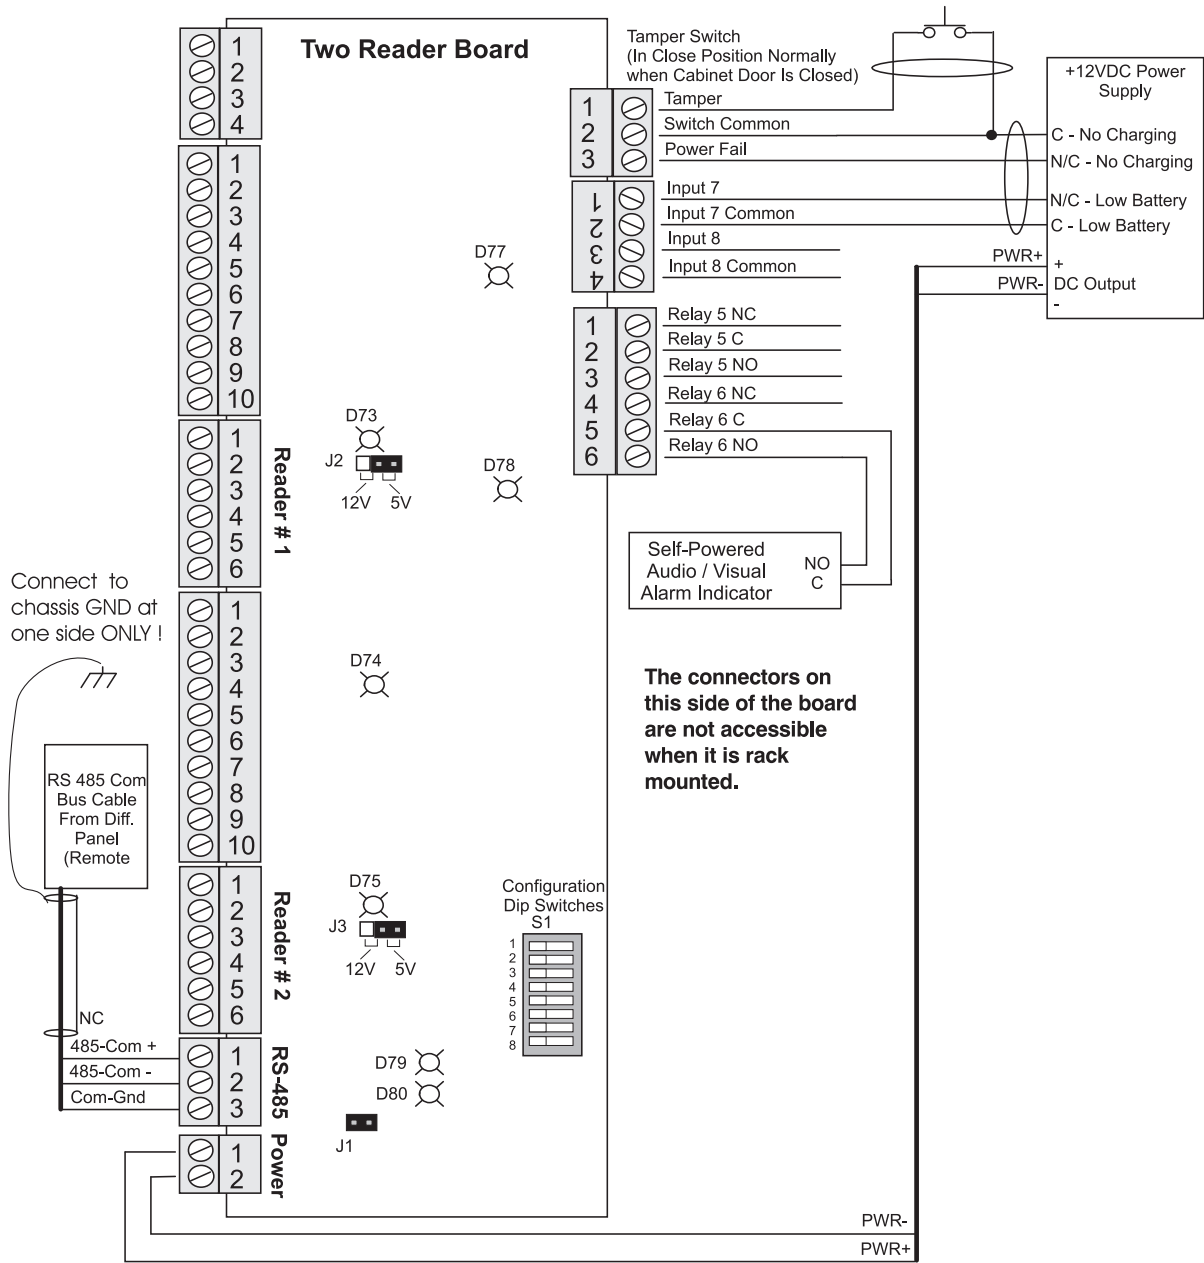 Two Reader Board
1
2
3
4
1
2
3
4
5
6
7
8
9
10
1
2
3
4
5
6
Reader # 1
1
2
3
4
5
6
7
8
9
10
1
2
3
4
5
6
Reader # 2
1
2
3
RS-485
1
2
Power
Connect to
chassis GND at
one side ONLY !
RS 485 Com
Bus Cable
From Diff.
Panel
(Remote
NC
485-Com +
485-Com -
Com-Gnd
D77
D73
J2
12V
5V
D78
D74
D75
J3
12V
5V
Configuration
Dip Switches
S1
1
2
3
4
5
6
7
8
D79
D80
J1
Tamper Switch
(In Close Position Normally
when Cabinet Door Is Closed)
1
2
3
Tamper
Switch Common
Power Fail
1
2
3
4
Input 7
Input 7 Common
Input 8
Input 8 Common
1
2
3
4
5
6
Relay 5 NC
Relay 5 C
Relay 5 NO
Relay 6 NC
Relay 6 C
Relay 6 NO
+12VDC Power
Supply
C - No Charging
N/C - No Charging
N/C - Low Battery
C - Low Battery
PWR+
+
PWR-
DC Output
-
Self-Powered
Audio / Visual
Alarm Indicator
NO
C
The connectors on
this side of the board
are not accessible
when it is rack
mounted.
PWR-
PWR+